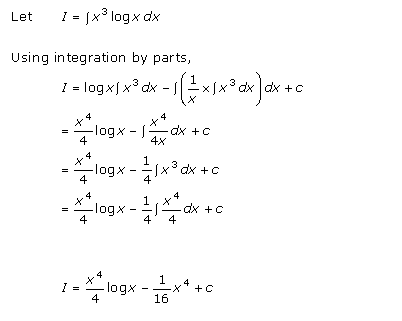 Let I = ∫x³ log x dx
Using integration by parts,
I = log x∫x³ dx − ∫(1/x × ∫x³ dx) dx + c
= x⁴/4 log x − ∫x⁴/4x dx + c
= x⁴/4 log x − 1/4 ∫x³ dx + c
= x⁴/4 log x − 1/4 ∫x⁴/4 dx + c
I = x⁴/4 log x − 1/16 x⁴ + c